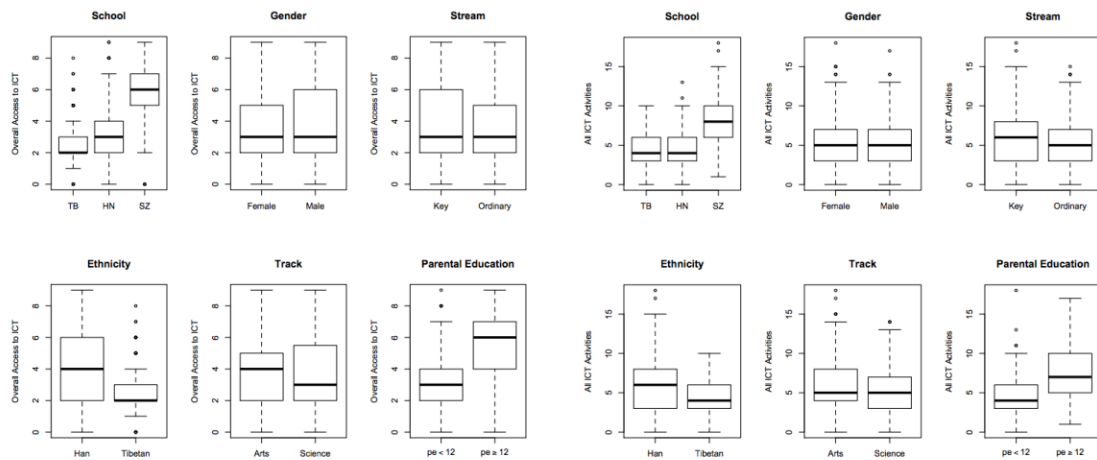 School
Overall Access to ICT
0 2 4 6 8
TB HN SZ
Gender
Overall Access to ICT
0 2 4 6 8
Female Male
Stream
Overall Access to ICT
0 2 4 6 8
Key Ordinary
School
All ICT Activities
0 5 10 15
TB HN SZ
Gender
All ICT Activities
0 5 10 15
Female Male
Stream
All ICT Activities
0 5 10 15
Key Ordinary
Ethnicity
Overall Access to ICT
0 2 4 6 8
Han Tibetan
Track
Overall Access to ICT
0 2 4 6 8
Arts Science
Parental Education
Overall Access to ICT
0 2 4 6 8
pe < 12 pe ≥ 12
Ethnicity
All ICT Activities
0 5 10 15
Han Tibetan
Track
All ICT Activities
0 5 10 15
Arts Science
Parental Education
All ICT Activities
0 5 10 15
pe < 12 pe ≥ 12